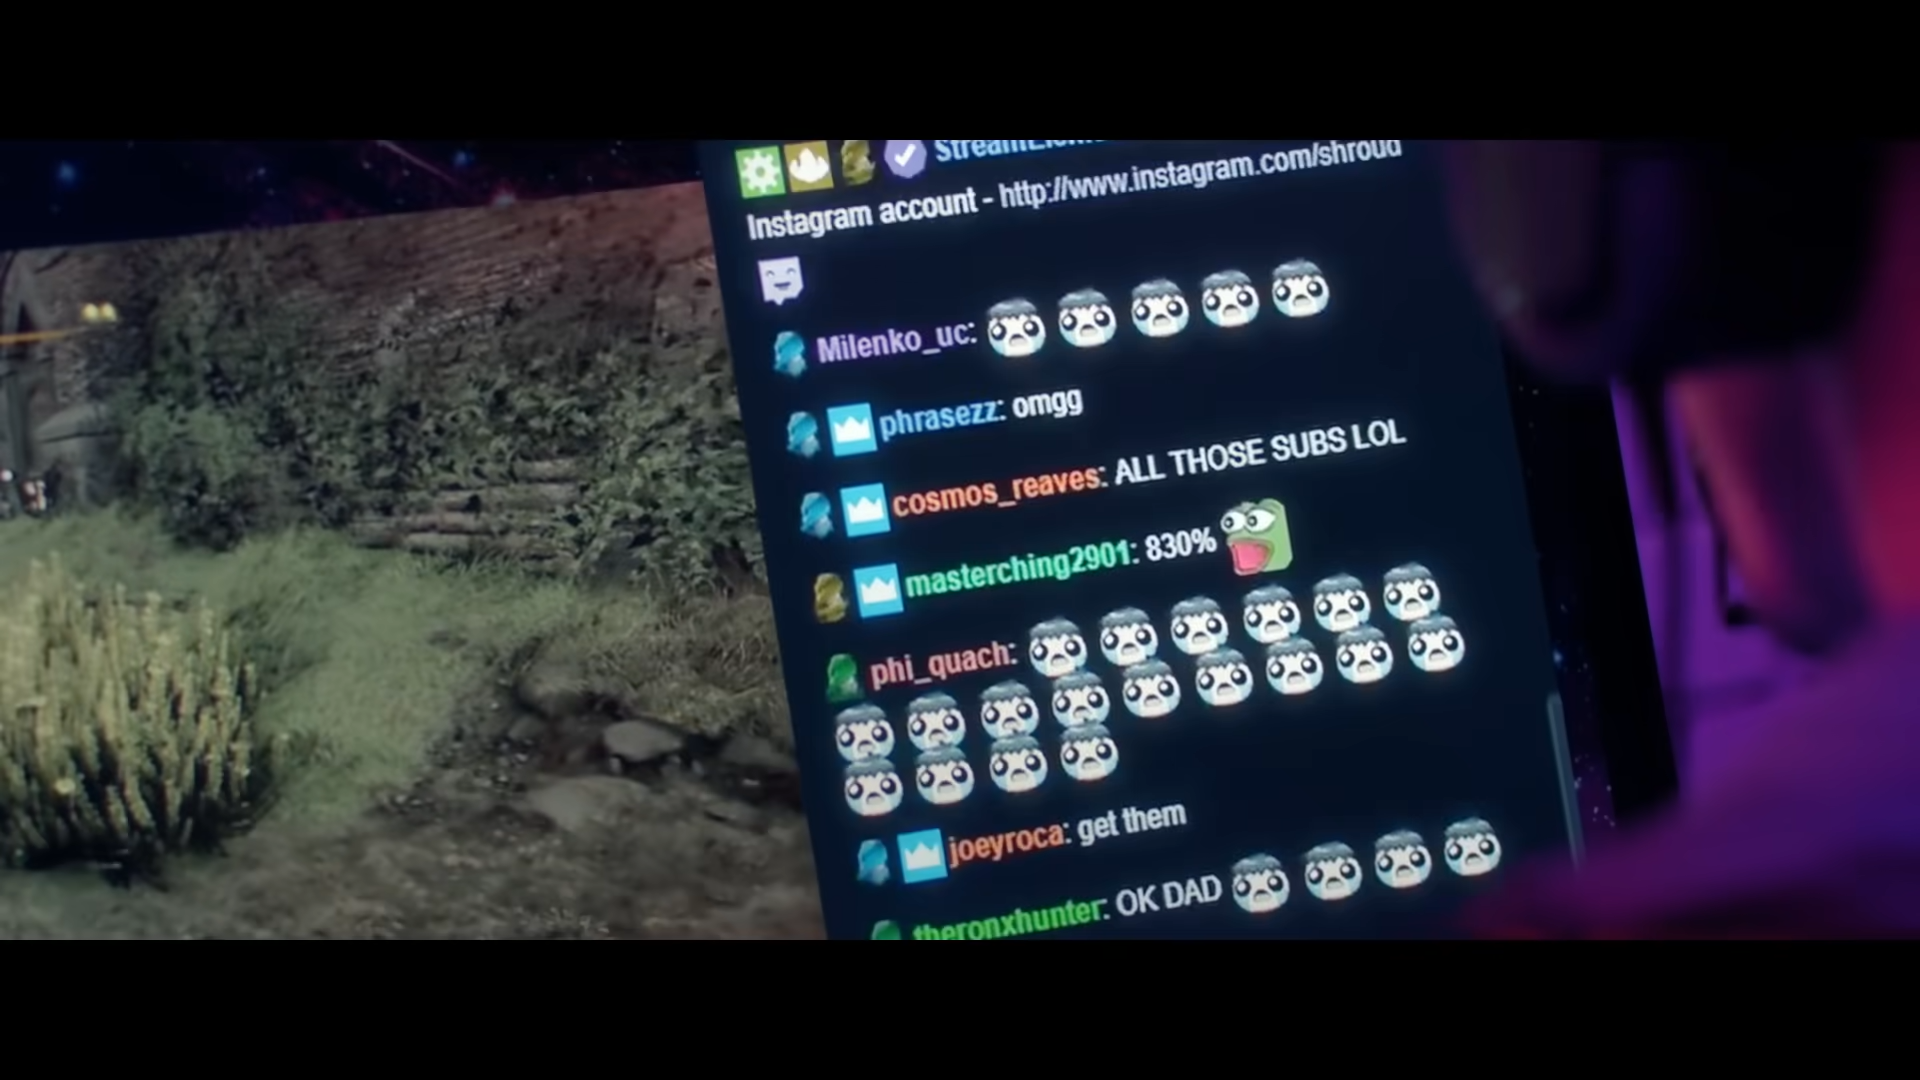 Instagram account - http://www.instagram.com/shroud
Milenko_uc:
phrasezz: omgg
cosmos_reaves: ALL THOSE SUBS LOL
masterching2901: 830%
phi_quach:
joeyroca: get them
theronxhunter: OK DAD